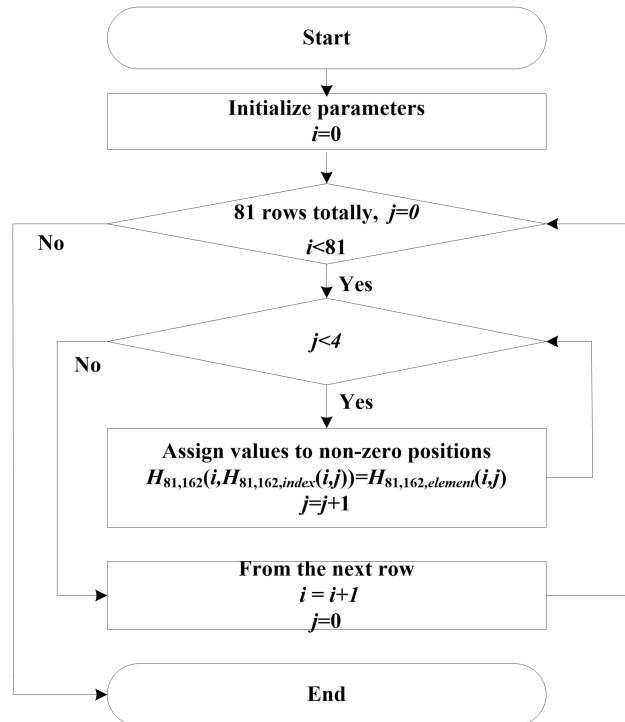 Start
Initialize parameters
i=0
81 rows totally, j=0
i<81
No
Yes
j<4
No
Yes
Assign values to non-zero positions
H81,162(i,H81,162,index(i,j))=H81,162,element(i,j)
j=j+1
From the next row
i = i+1
j=0
End